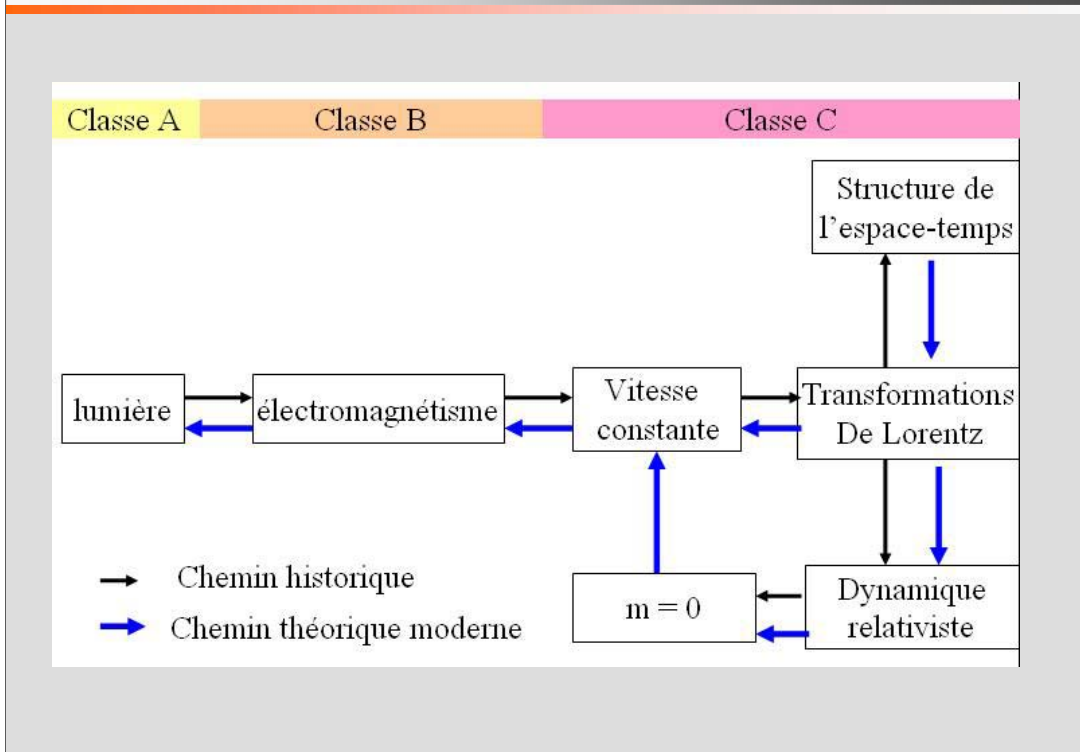 Classe A
Classe B
Classe C
Structure de
l'espace-temps
lumière
électromagnétisme
Vitesse
constante
Transformations
De Lorentz
Chemin historique
Chemin théorique moderne
m = 0
Dynamique
relativiste